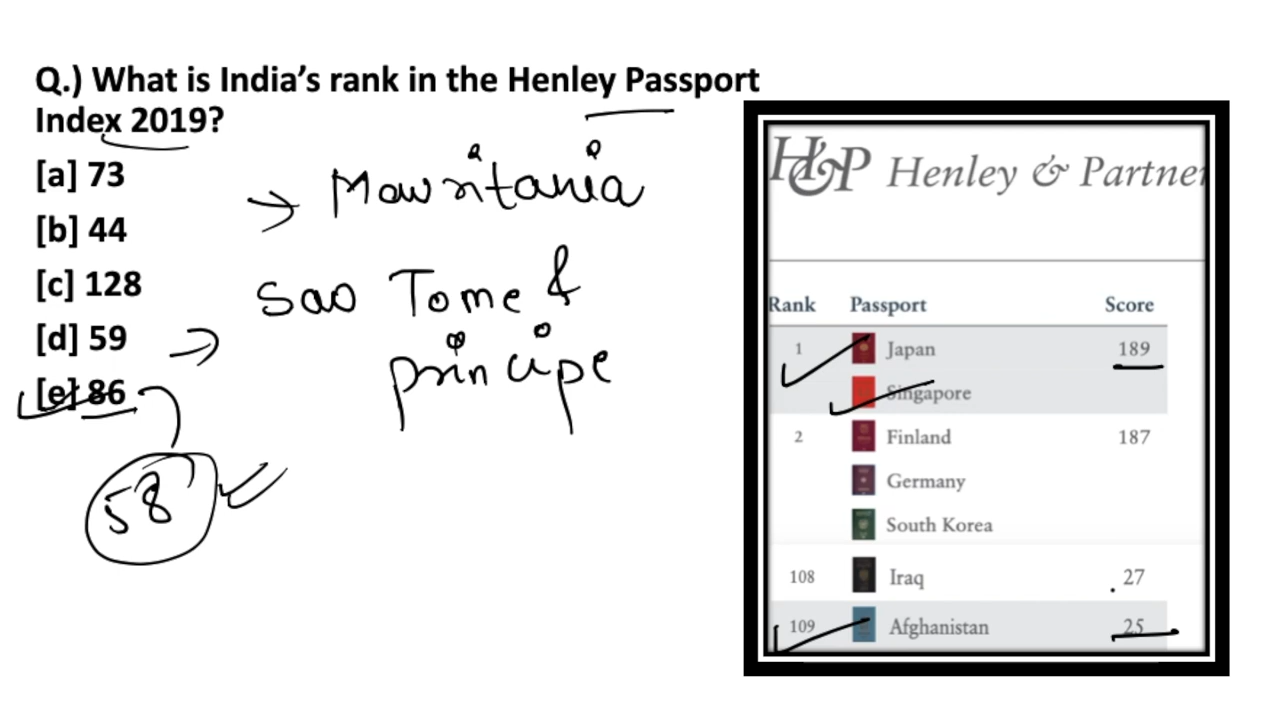 Q.) What is India's rank in the Henley Passport
Index 2019?
[a] 73
[b] 44
[c] 128
[d] 59
[e] 86
58
Mauritania
Sao Tome &
principe
H&P Henley & Partner
Rank Passport Score
1 Japan 189
Singapore
2 Finland 187
Germany
South Korea
108 Iraq 27
109 Afghanistan 25